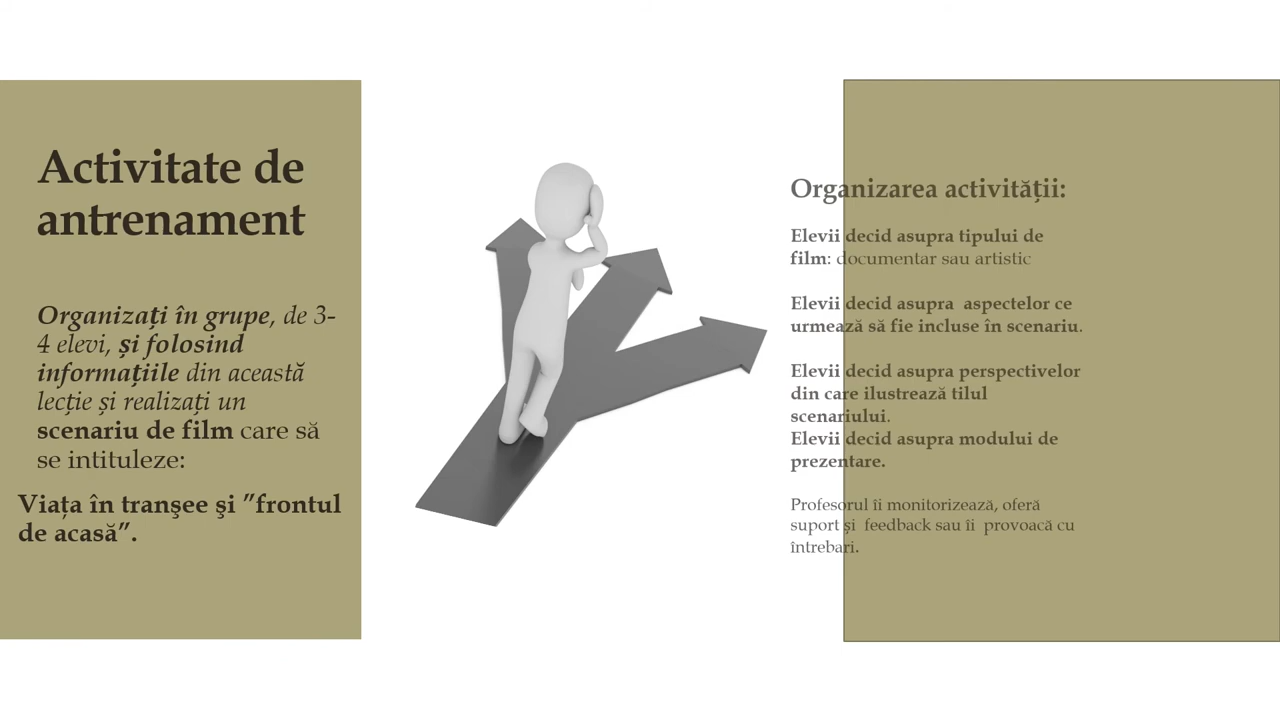 Activitate de
antrenament
Organizați în grupe, de 3-
4 elevi, și folosind
informațiile din această
lecție și realizați un
scenariu de film care să
se intituleze:
Viața în tranşee şi ”frontul
de acasă”.
Organizarea activității:
Elevii decid asupra tipului de
film: documentar sau artistic
Elevii decid asupra aspectelor ce
urmează să fie incluse în scenariu.
Elevii decid asupra perspectivelor
din care ilustrează tilul
scenariului.
Elevii decid asupra modului de
prezentare.
Profesorul îi monitorizează, oferă
suport și feedback sau îi provoacă cu
întrebari.